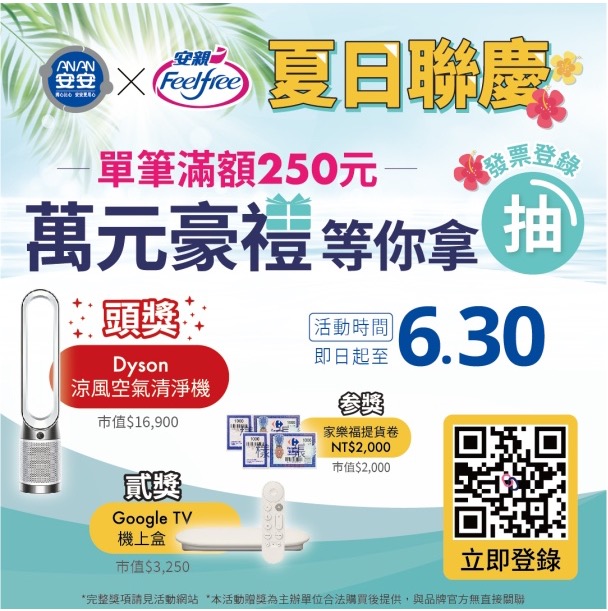 ANAN
安安
安親
Feelfree
夏日聯慶
單筆滿額250元
發票登錄
抽
萬元豪禮等你拿
頭獎
Dyson
涼風空氣清淨機
市值$16,900
活動時間
即日起至
6.30
参獎
家樂福提貨卷
NT$2,000
市值$2,000
貳獎
Google TV
機上盒
市值$3,250
立即登錄
*完整獎項請見活動網站 *本活動贈獎為主辦單位合法購買後提供，與品牌官方無直接關聯